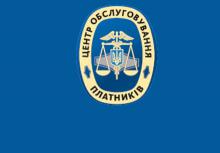 ЦЕНТР ОБСЛУГОВУВАННЯ
ПЛАТНИКІВ